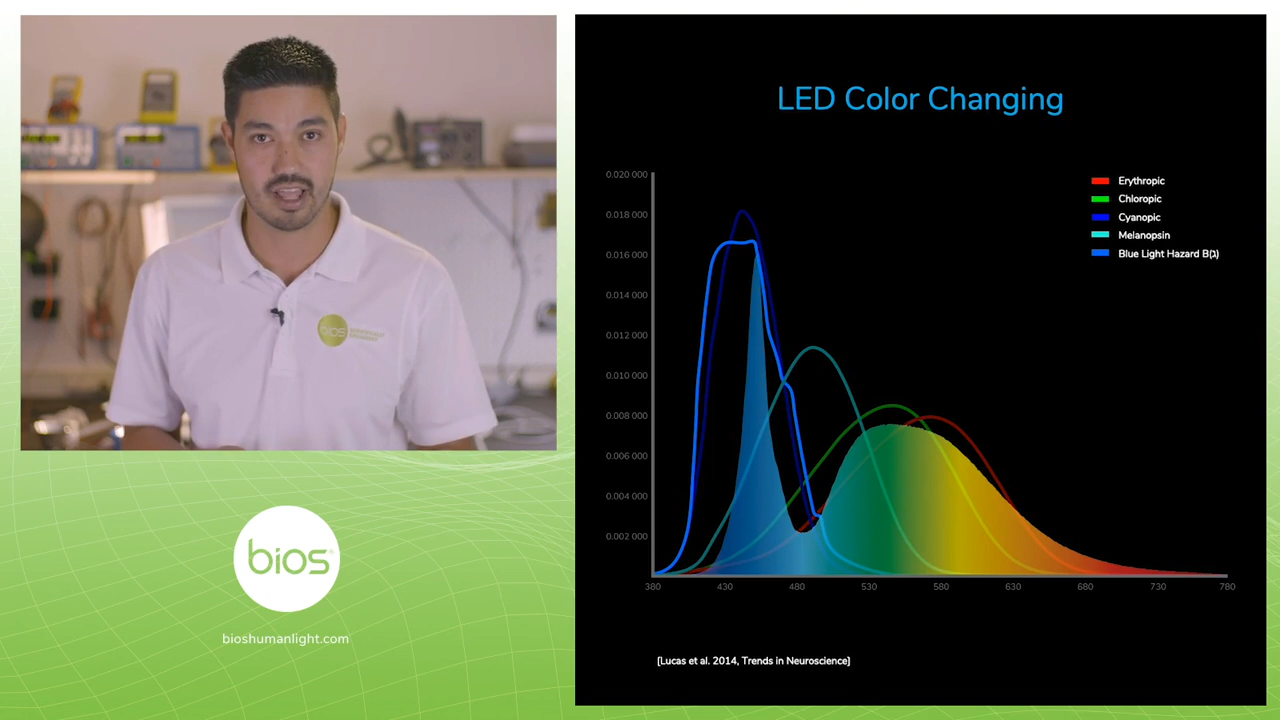 bios
bios
bioshumanlight.com
LED Color Changing
0.020 000
0.018 000
0.016 000
0.014 000
0.012 000
0.010 000
0.008 000
0.006 000
0.004 000
0.002 000
380 430 480 530 580 630 680 730 780
Erythropic
Chloropic
Cyanopic
Melanopsin
Blue Light Hazard B(λ)
[Lucas et al. 2014, Trends in Neuroscience]